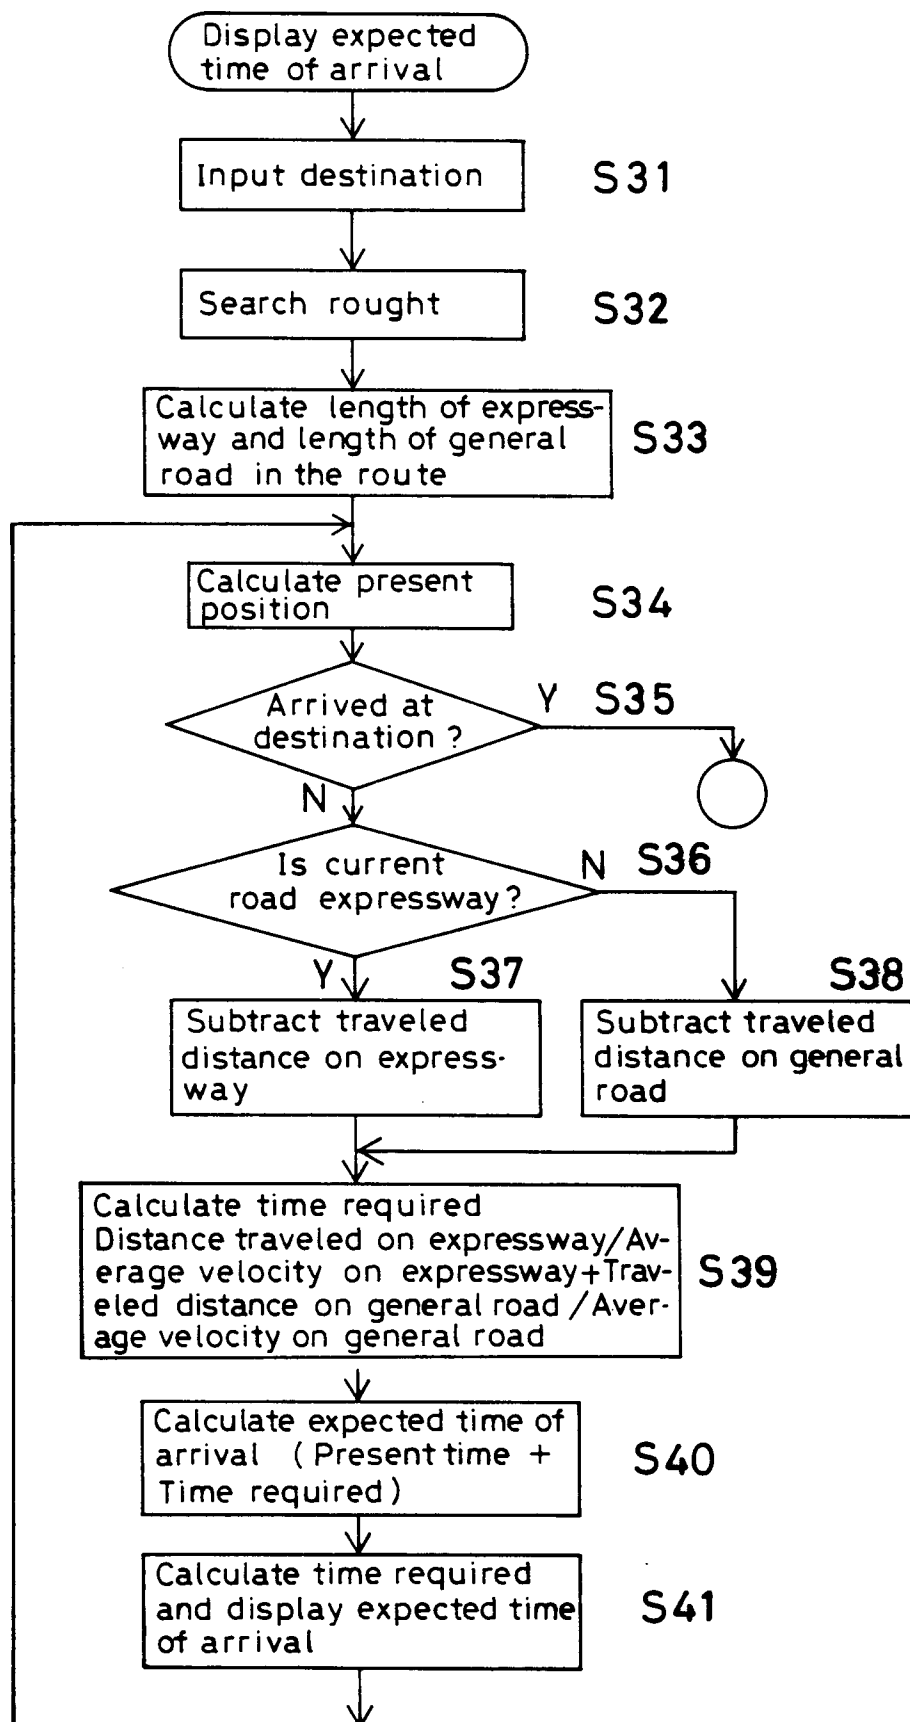 Display expected
time of arrival
Input destination
S31
Search rought
S32
Calculate length of express-
way and length of general
road in the route
S33
Calculate present
position
S34
Arrived at
destination ?
Y
S35
N
Is current
road expressway?
N
S36
Y
S37
S38
Subtract traveled
distance on express-
way
Subtract traveled
distance on general
road
Calculate time required
Distance traveled on expressway/Av-
erage velocity on expressway+Trav-
eled distance on general road/Aver-
age velocity on general road
S39
Calculate expected time of
arrival (Present time +
Time required)
S40
Calculate time required
and display expected time
of arrival
S41